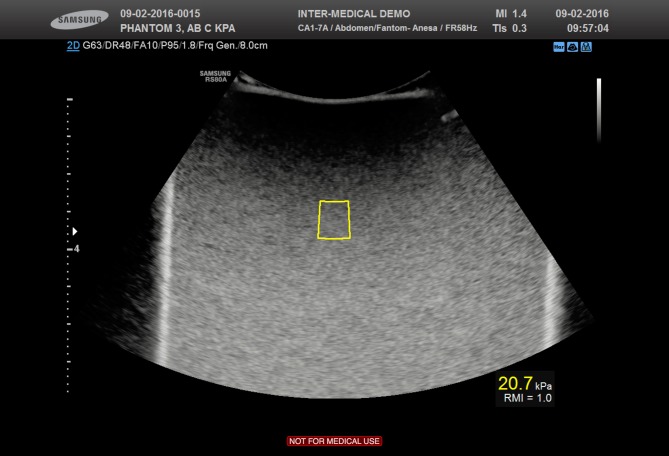 SAMSUNG
09-02-2016-0015
PHANTOM 3, AB C KPA
INTER-MEDICAL DEMO
CA1-7A / Abdomen/Fantom- Anesa / FR58Hz
MI 1.4
TIs 0.3
09-02-2016
09:57:04
2D G63/DR48/FA10/P95/1.8/Frq Gen./8.0cm
SAMSUNG
RS80A
4
20.7 kPa
RMI = 1.0
NOT FOR MEDICAL USE